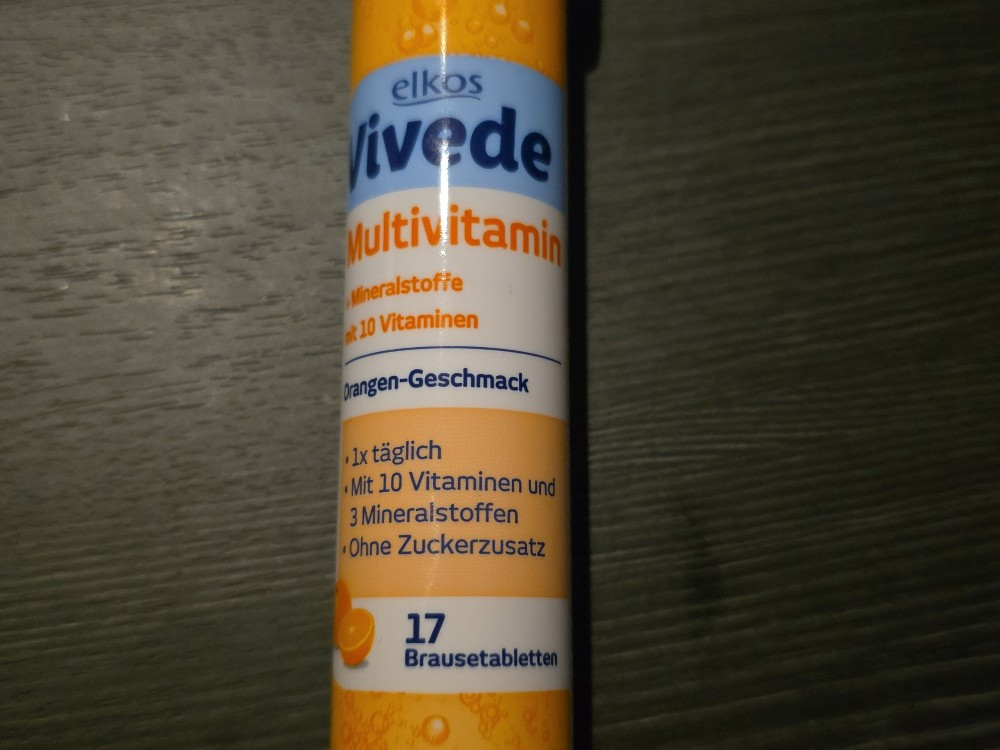 elkos
Vivede
Multivitamin
+ Mineralstoffe
mit 10 Vitaminen
Orangen-Geschmack
• 1x täglich
• Mit 10 Vitaminen und
3 Mineralstoffen
• Ohne Zuckerzusatz
17
Brausetabletten